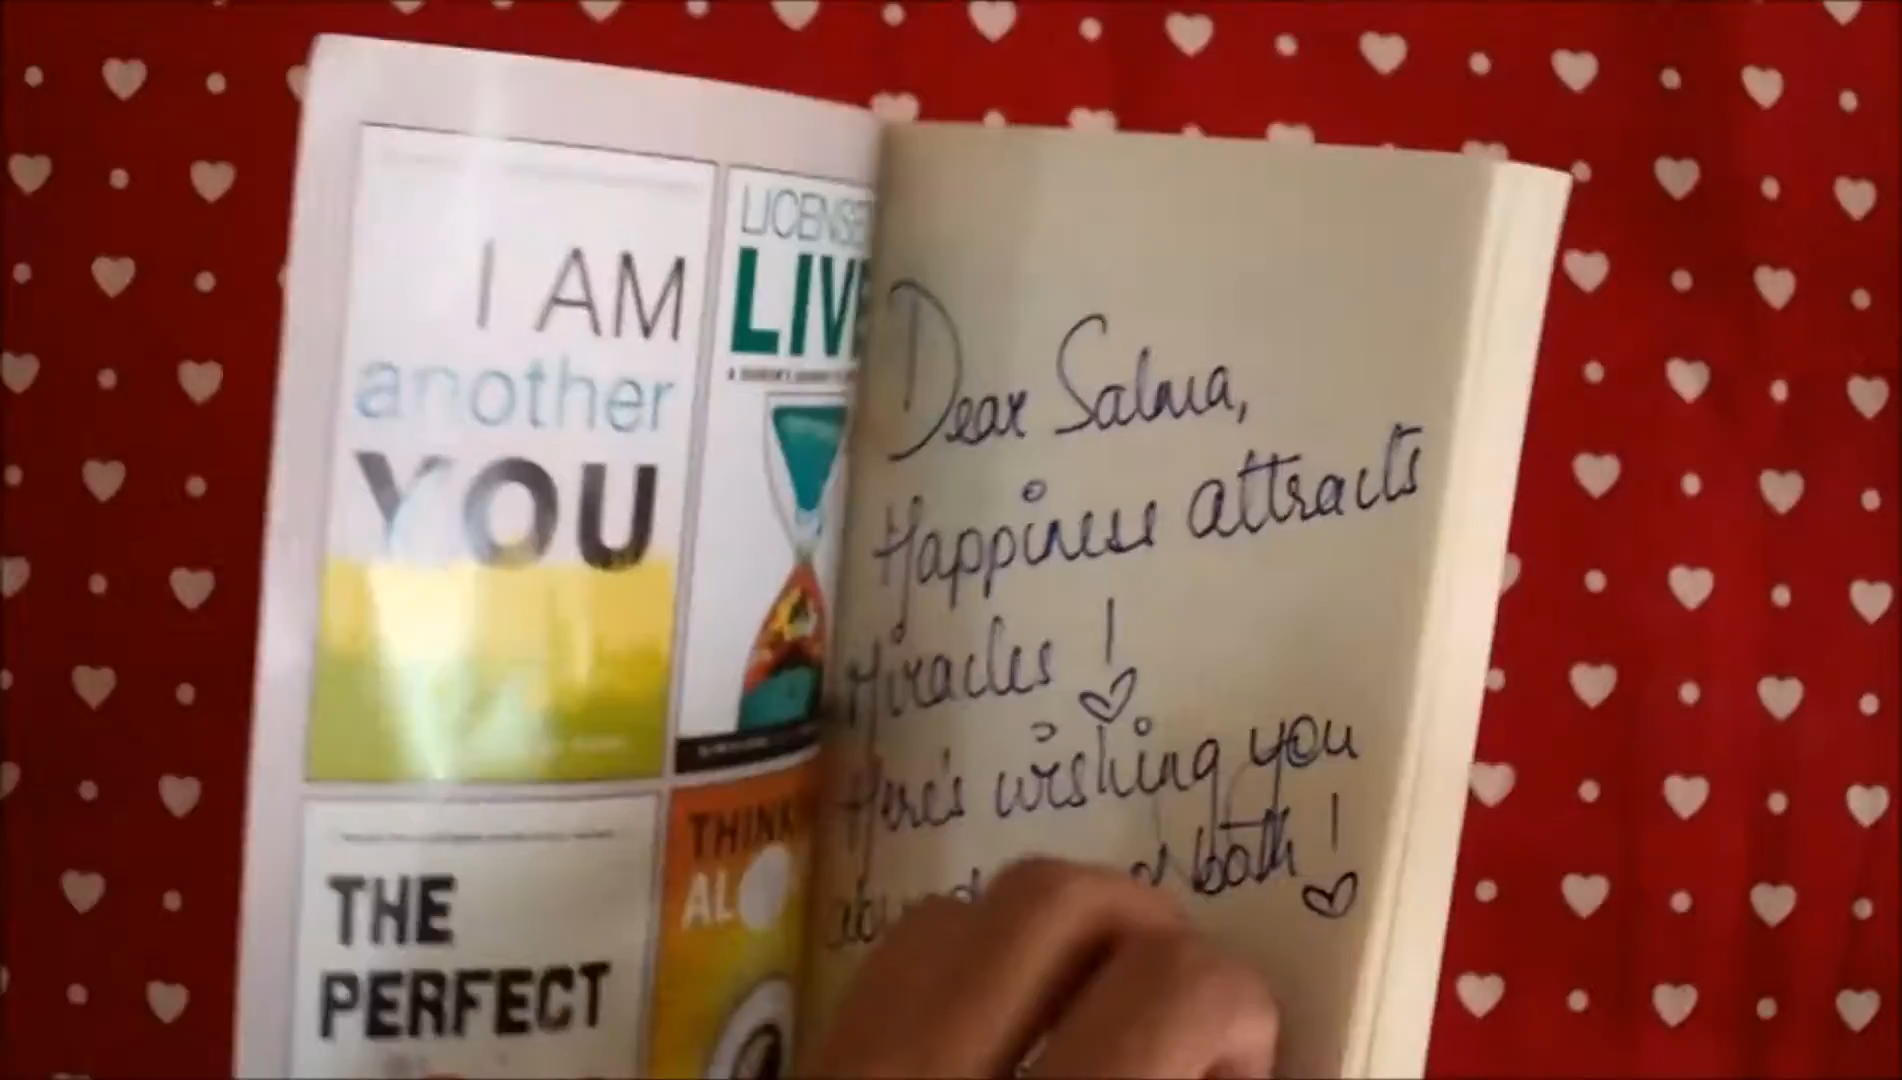 I AM
another
YOU
LICENSE
LIV
THE
PERFECT
THINK
AL
Dear Salma,
Happiness attracts
Miracles!
Here's wishing you
both!